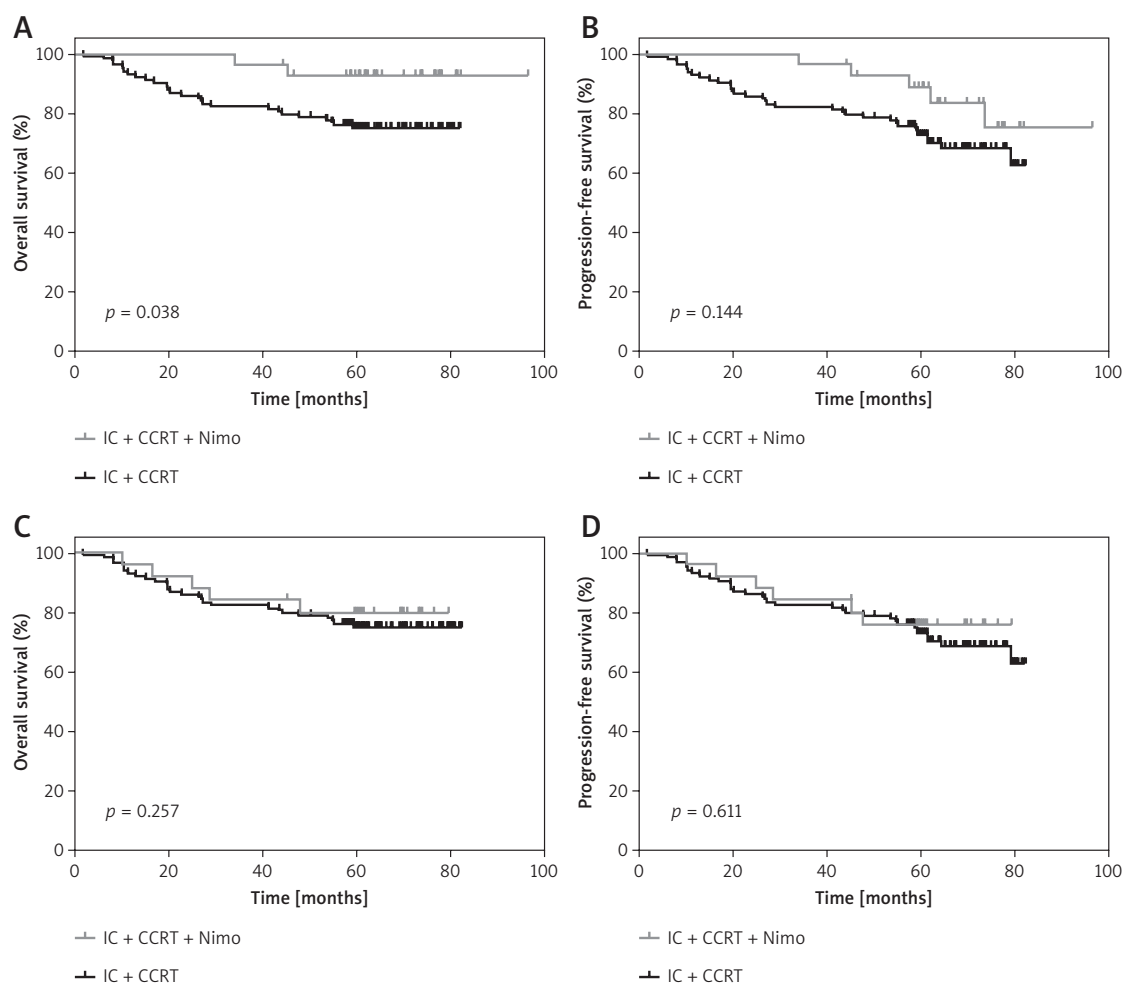 A
Overall survival (%)
100
80
60
40
20
0
p = 0.038
0 20 40 60 80 100
Time [months]
IC + CCRT + Nimo
IC + CCRT
B
Progression-free survival (%)
100
80
60
40
20
0
p = 0.144
0 20 40 60 80 100
Time [months]
IC + CCRT + Nimo
IC + CCRT
C
Overall survival (%)
100
80
60
40
20
0
p = 0.257
0 20 40 60 80 100
Time [months]
IC + CCRT + Nimo
IC + CCRT
D
Progression-free survival (%)
100
80
60
40
20
0
p = 0.611
0 20 40 60 80 100
Time [months]
IC + CCRT + Nimo
IC + CCRT